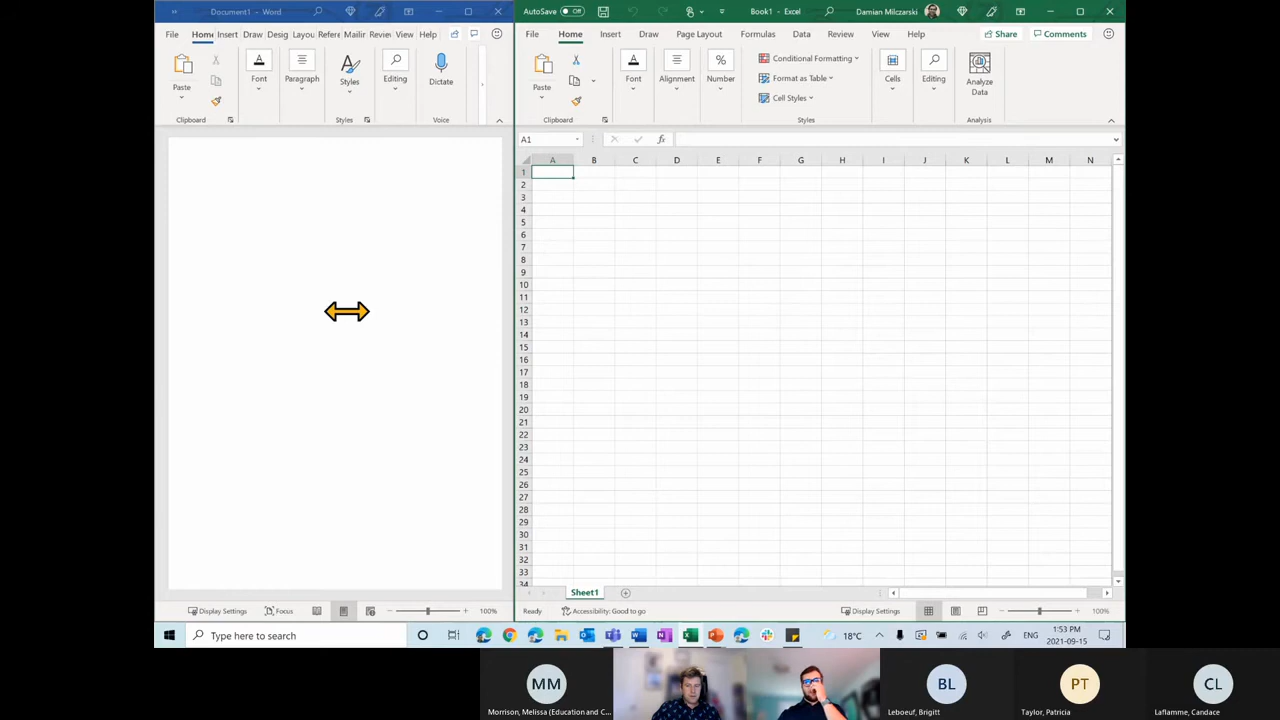 Document1 - Word
File Home Insert Draw Desig Layou Refere Mailin Review View Help
Paste
Font
Paragraph
Styles
Editing
Dictate
Clipboard
Styles
Voice
Display Settings
Focus
100%
AutoSave Off
Book1 - Excel
Damian Milczarski
File Home Insert Draw Page Layout Formulas Data Review View Help
Share
Comments
Paste
Font
Alignment
Number
Conditional Formatting
Format as Table
Cell Styles
Cells
Editing
Analyze
Data
Clipboard
Styles
Analysis
A1
fx
A B C D E F G H I J K L M N
1
2
3
4
5
6
7
8
9
10
11
12
13
14
15
16
17
18
19
20
21
22
23
24
25
26
27
28
29
30
31
32
33
34
Sheet1
Ready
Accessibility: Good to go
Display Settings
100%
Type here to search
18°C
ENG
1:53 PM
2021-09-15
MM
BL
PT
CL
Morrison, Melissa (Education and C...
Leboeuf, Brigitt
Taylor, Patricia
Laflamme, Candace